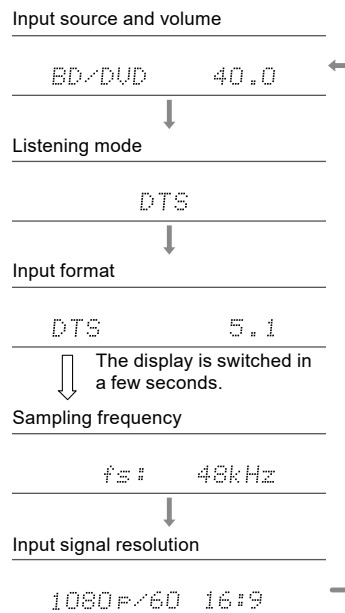 Input source and volume
BD/DVD 40.0
Listening mode
DTS
Input format
DTS 5.1
The display is switched in
a few seconds.
Sampling frequency
fs: 48kHz
Input signal resolution
1080p/60 16:9